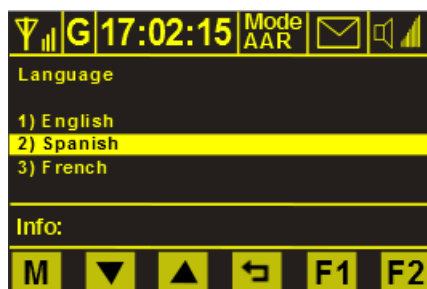 G 17:02:15 Mode AAR
Language
1) English
2) Spanish
3) French
Info:
M F1 F2